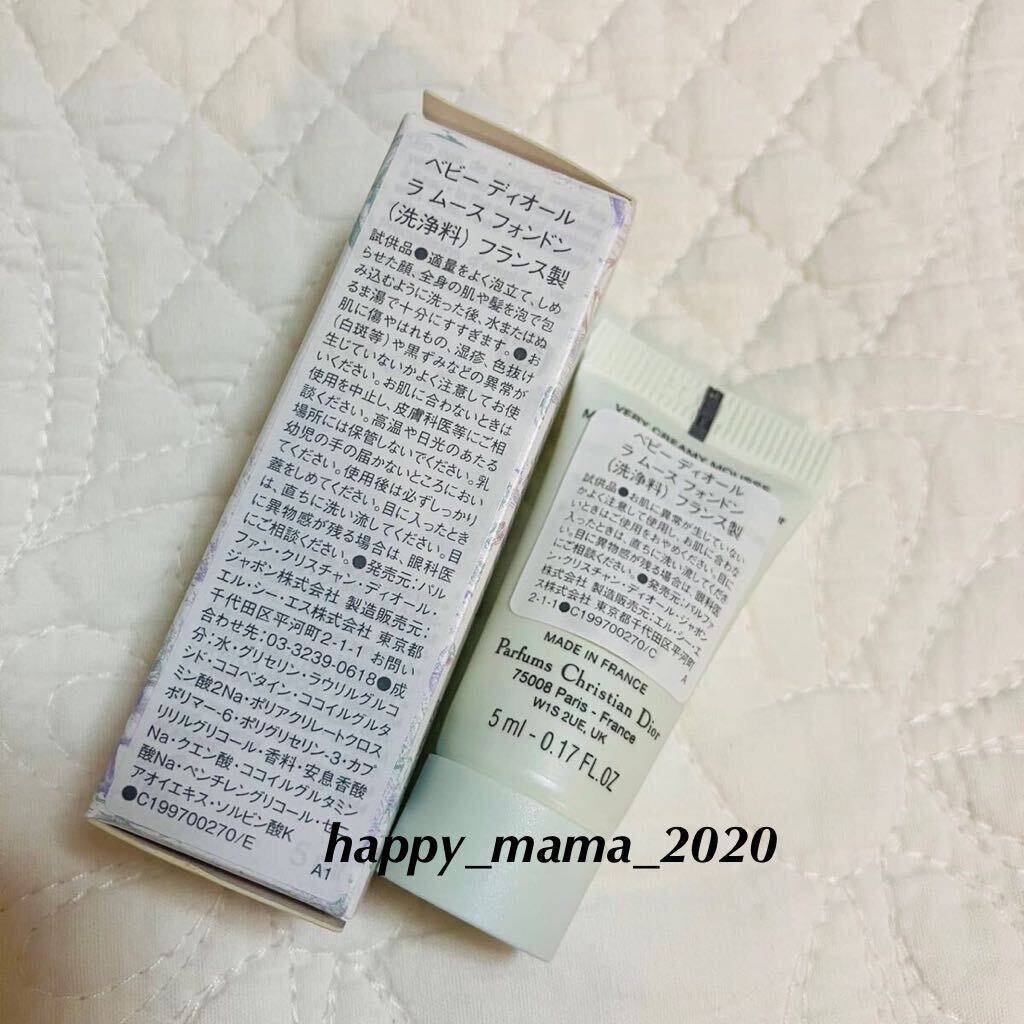 ベビー ディオール
ラ ムース フォンドン
(洗浄料) フランス製
試供品●適量をよく泡立て、しめ
らせた顔、全身の肌や髪を泡で包
み込むように洗った後、水またはぬ
るま湯で十分にすすぎます。●お
肌に傷やはれもの、湿疹、色抜け
(白斑等)や黒ずみなどの異常が
生じていないかよく注意してお使
いください。お肌に合わないときは
使用を中止し、皮膚科医等にご相
談ください。高温や日光のあたる
場所には保管しないでください。乳
幼児の手の届かないところにおい
てください。使用後は必ずしっかり
蓋をしめてください。目に入ったとき
は、直ちに洗い流してください。目
に異物感が残る場合は、眼科医
にご相談ください。●発売元:パル
ファン・クリスチャン・ディオール・
ジャポン株式会社 製造販売元:
エル・シー・エス株式会社 東京都
千代田区平河町2-1-1 お問い
合わせ先:03-3239-0618●成
分:水・グリセリン・ラウリルグルコ
シド・ココベタイン・ココイルグルタ
ミン酸2Na・ポリアクリレートクロス
ポリマー-6・ポリグリセリン-3・カプ
リリルグリコール・香料・安息香酸
Na・クエン酸・ココイルグルタミン
酸Na・ペンチレングリコール・ゼニ
アオイエキス・ソルビン酸K
●C199700270/E
A1
VERY CREAMY MOUSSE
ベビー ディオール
ラ ムース フォンドン
(洗浄料) フランス製
試供品●お肌に異常が生じていない
かよく注意して使用し、お肌に合わな
いときはご使用をおやめください。目に
入ったときは、直ちに洗い流してくださ
い。目に異物感が残る場合は、眼科医
にご相談ください。●発売元:パルファ
ン・クリスチャン・ディオール・ジャポン
株式会社 製造販売元:エル・シー・エ
ス株式会社 東京都千代田区平河町
2-1-1●C199700270/C
A
MADE IN FRANCE
Parfums Christian Dior
75008 Paris - France
W1S 2UE, UK
5 ml - 0.17 FL.OZ
happy_mama_2020